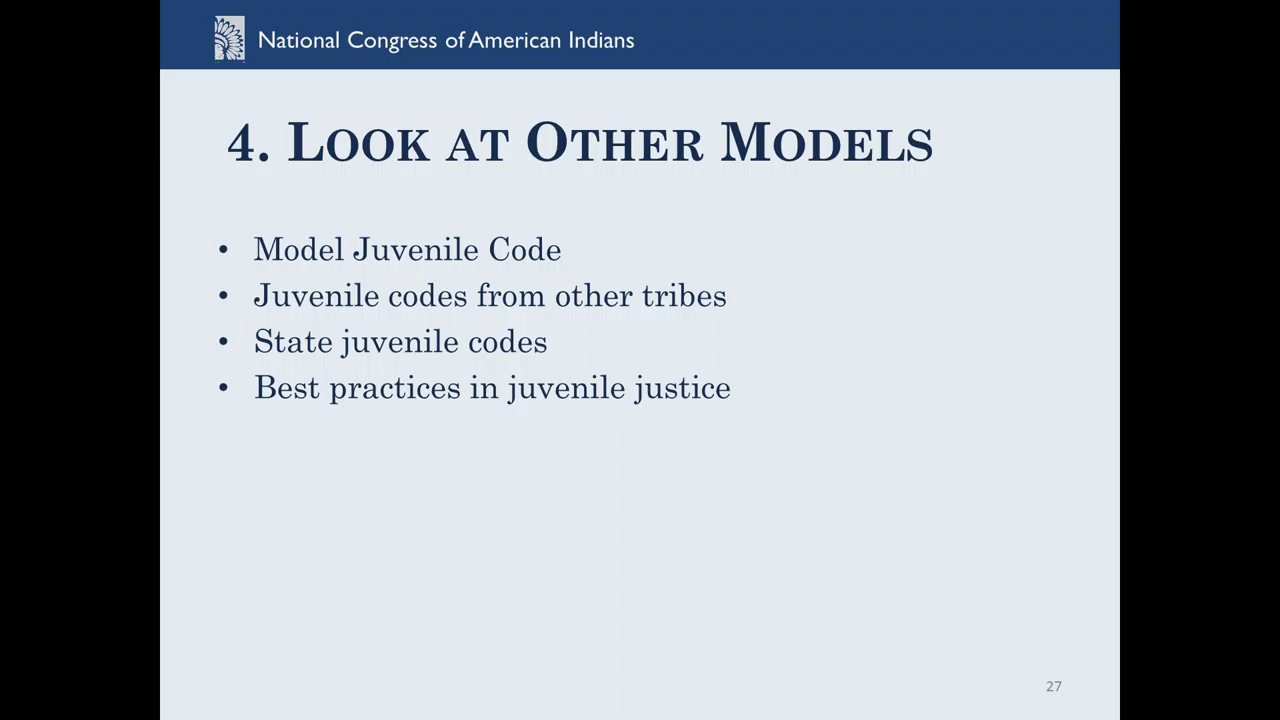 National Congress of American Indians
4. Look at Other Models
• Model Juvenile Code
• Juvenile codes from other tribes
• State juvenile codes
• Best practices in juvenile justice
27